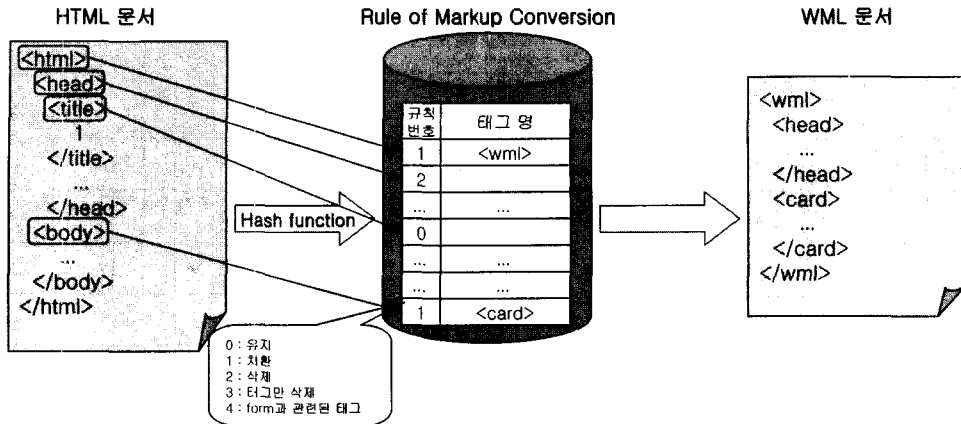 HTML 문서
<html>
<head>
<title>
1
</title>
...
</head>
<body>
...
</body>
</html>
Hash function
Rule of Markup Conversion
규칙 번호 태그 명
1 <wml>
2
... ...
0
... ...
... ...
1 <card>
0 : 유지
1 : 치환
2 : 삭제
3 : 터그만 삭제
4 : form과 관련된 태그
WML 문서
<wml>
<head>
...
</head>
<card>
...
</card>
</wml>